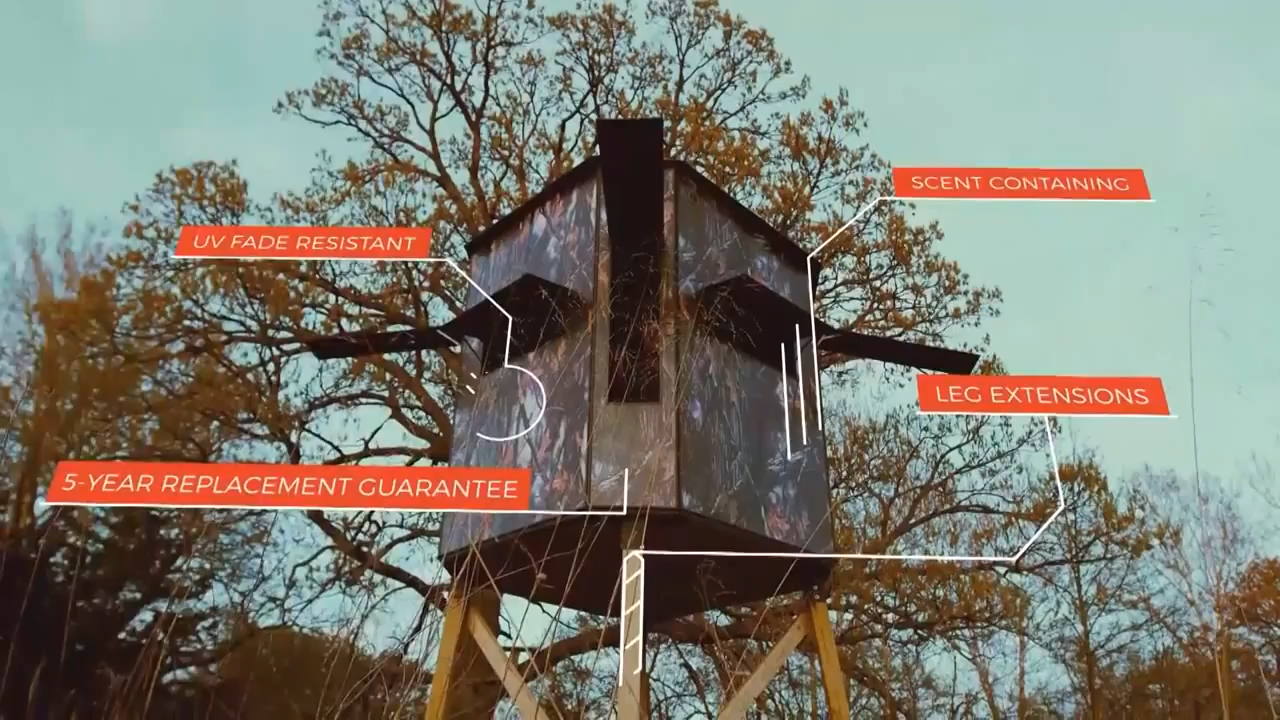 SCENT CONTAINING
UV FADE RESISTANT
LEG EXTENSIONS
5-YEAR REPLACEMENT GUARANTEE